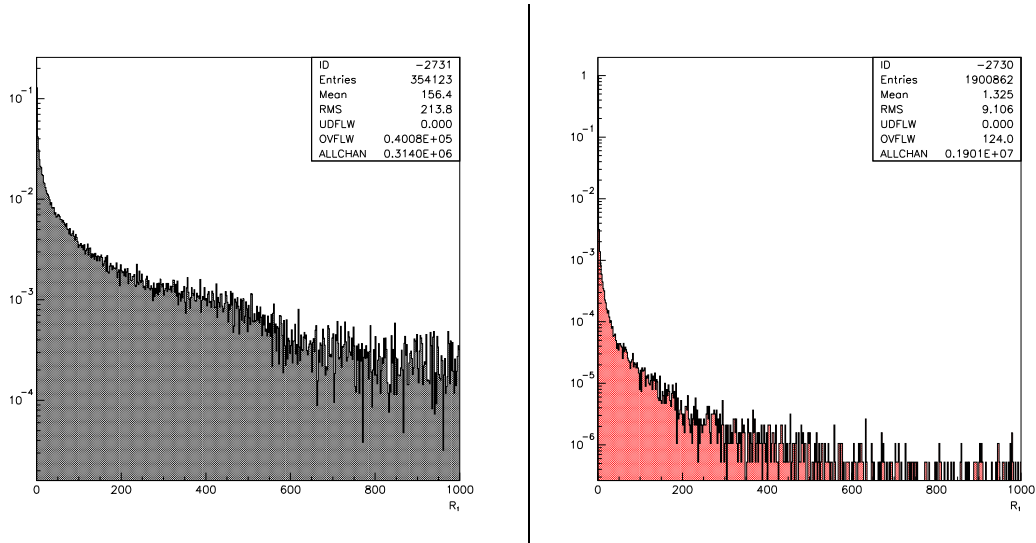 ID -2731
Entries 354123
Mean 156.4
RMS 213.8
UDFLW 0.000
OVFLW 0.4008E+05
ALLCHAN 0.3140E+06
10⁻¹
10⁻²
10⁻³
10⁻⁴
0 200 400 600 800 1000
R₁
ID -2730
Entries 1900862
Mean 1.325
RMS 9.106
UDFLW 0.000
OVFLW 124.0
ALLCHAN 0.1901E+07
1
10⁻¹
10⁻²
10⁻³
10⁻⁴
10⁻⁵
10⁻⁶
0 200 400 600 800 1000
R₁